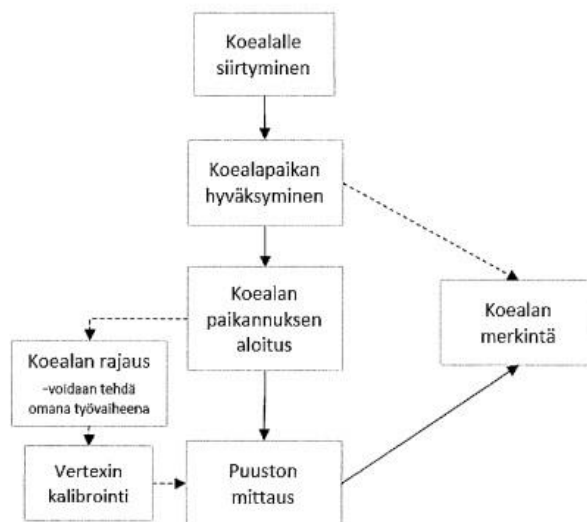 Koealalle
siirtyminen
Koealapaikan
hyväksyminen
Koealan
paikannuksen
aloitus
Koealan
merkintä
Koealan rajaus
-voidaan tehdä
omana työvaiheena
Vertexin
kalibrointi
Puuston
mittaus